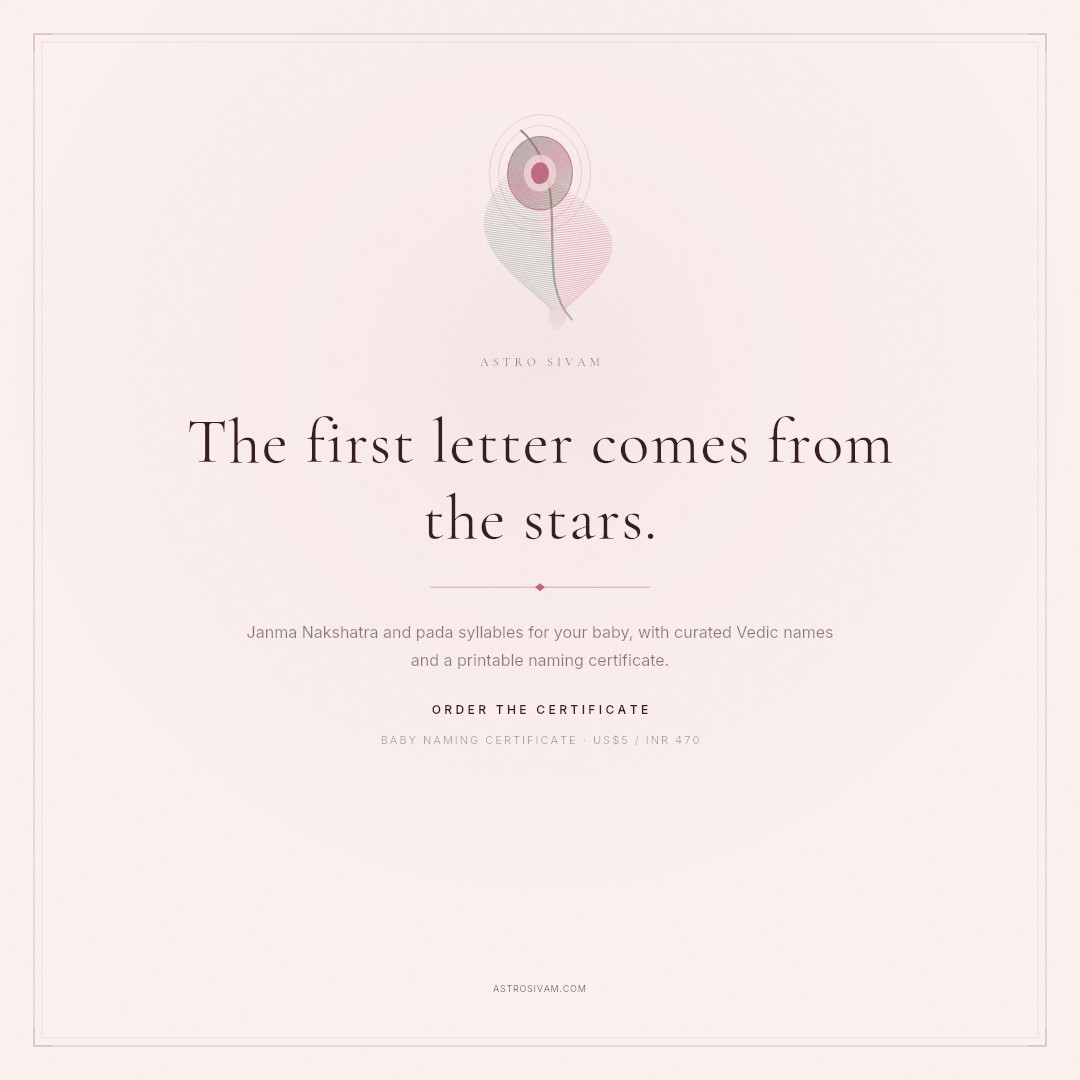 ASTRO SIVAM
The first letter comes from
the stars.
Janma Nakshatra and pada syllables for your baby, with curated Vedic names
and a printable naming certificate.
ORDER THE CERTIFICATE
BABY NAMING CERTIFICATE · US$5 / INR 470
ASTROSIVAM.COM